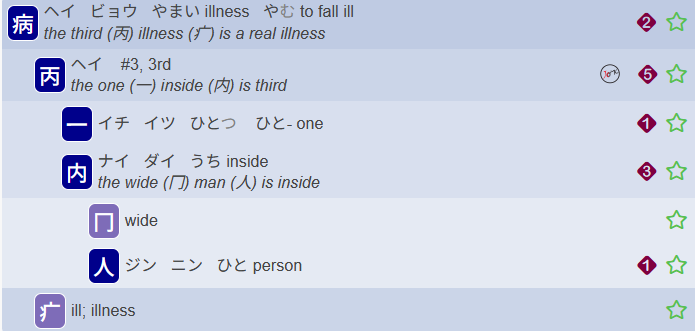 病 ヘイ ビョウ やまい illness やむ to fall ill 2
the third (丙) illness (疒) is a real illness
丙 ヘイ #3, 3rd 5
the one (一) inside (内) is third
一 イチ イツ ひとつ ひと- one 1
内 ナイ ダイ うち inside 3
the wide (冂) man (人) is inside
冂 wide
人 ジン ニン ひと person 1
疒 ill; illness